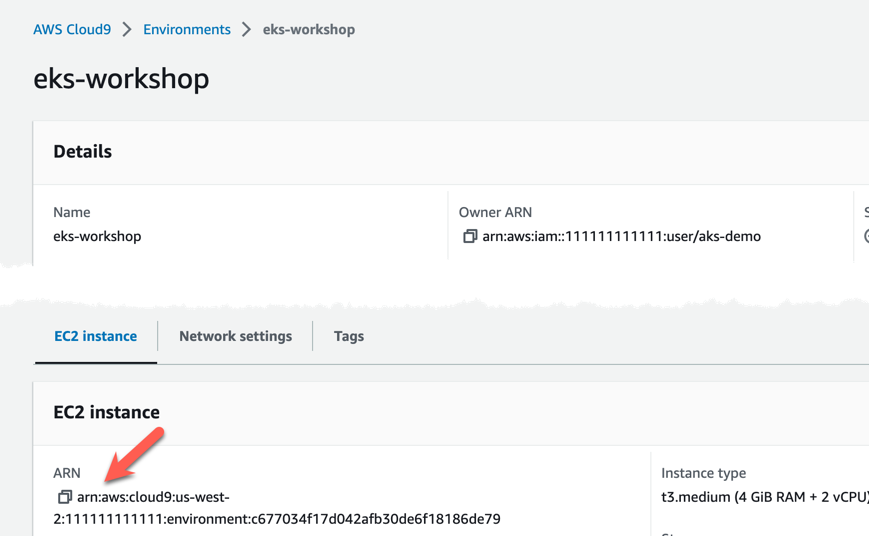 AWS Cloud9 > Environments > eks-workshop
eks-workshop
Details
Name
eks-workshop
Owner ARN
arn:aws:iam::111111111111:user/aks-demo
EC2 instance
Network settings
Tags
EC2 instance
ARN
arn:aws:cloud9:us-west-
2:111111111111:environment:c677034f17d042afb30de6f18186de79
Instance type
t3.medium (4 GiB RAM + 2 vCPU)